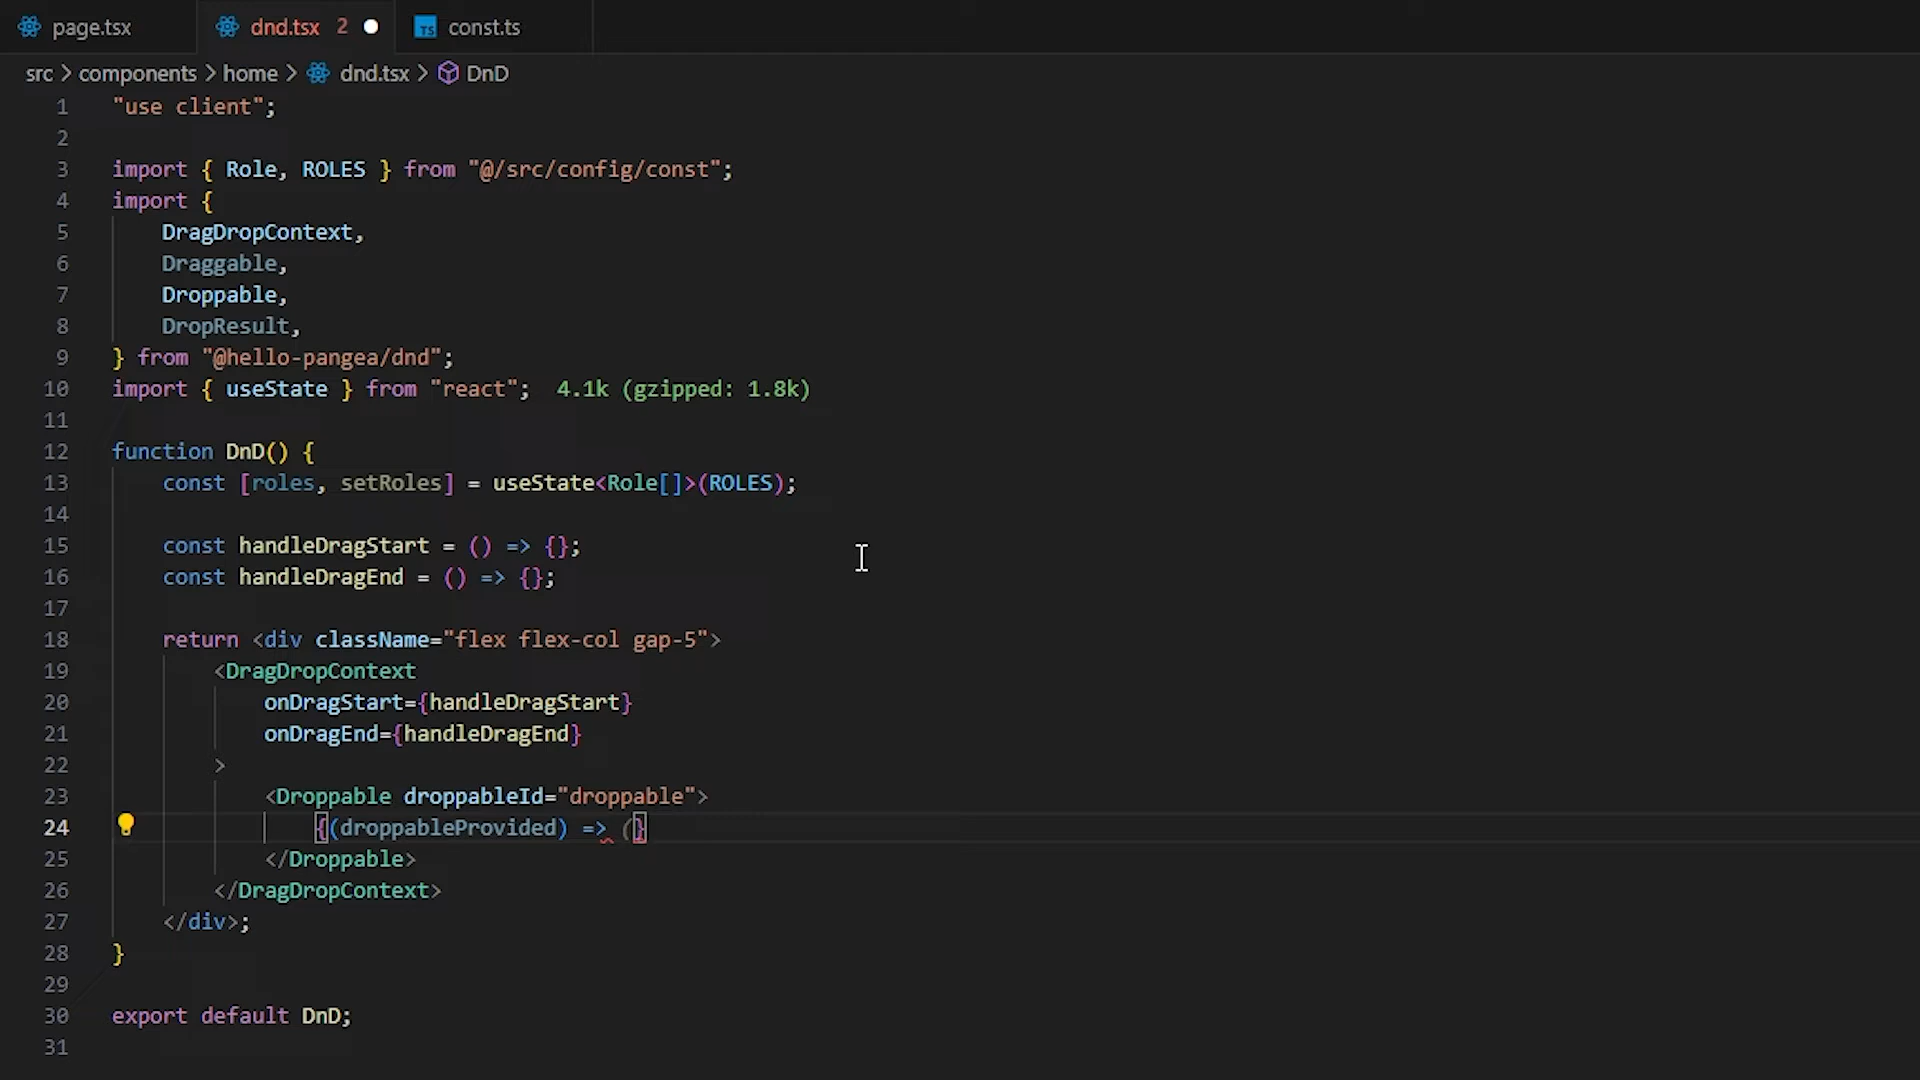 page.tsx dnd.tsx 2 TS const.ts
src > components > home > dnd.tsx > DnD
1 "use client";
2
3 import { Role, ROLES } from "@/src/config/const";
4 import {
5 DragDropContext,
6 Draggable,
7 Droppable,
8 DropResult,
9 } from "@hello-pangea/dnd";
10 import { useState } from "react"; 4.1k (gzipped: 1.8k)
11
12 function DnD() {
13 const [roles, setRoles] = useState<Role[]>(ROLES);
14
15 const handleDragStart = () => {};
16 const handleDragEnd = () => {};
17
18 return <div className="flex flex-col gap-5">
19 <DragDropContext
20 onDragStart={handleDragStart}
21 onDragEnd={handleDragEnd}
22 >
23 <Droppable droppableId="droppable">
24 {(droppableProvided) => (}
25 </Droppable>
26 </DragDropContext>
27 </div>;
28 }
29
30 export default DnD;
31